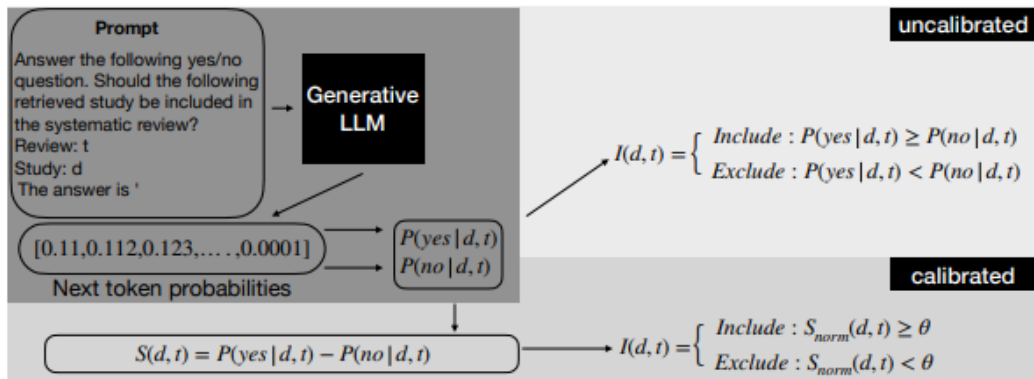 Prompt
Answer the following yes/no
question. Should the following
retrieved study be included in
the systematic review?
Review: t
Study: d
The answer is '
Generative
LLM
[0.11,0.112,0.123,....,0.0001]
Next token probabilities
P(yes|d, t)
P(no|d, t)
uncalibrated
I(d, t) = { Include : P(yes|d, t) ≥ P(no|d, t)
Exclude : P(yes|d, t) < P(no|d, t)
calibrated
S(d, t) = P(yes|d, t) − P(no|d, t)
I(d, t) = { Include : S_norm(d, t) ≥ θ
Exclude : S_norm(d, t) < θ